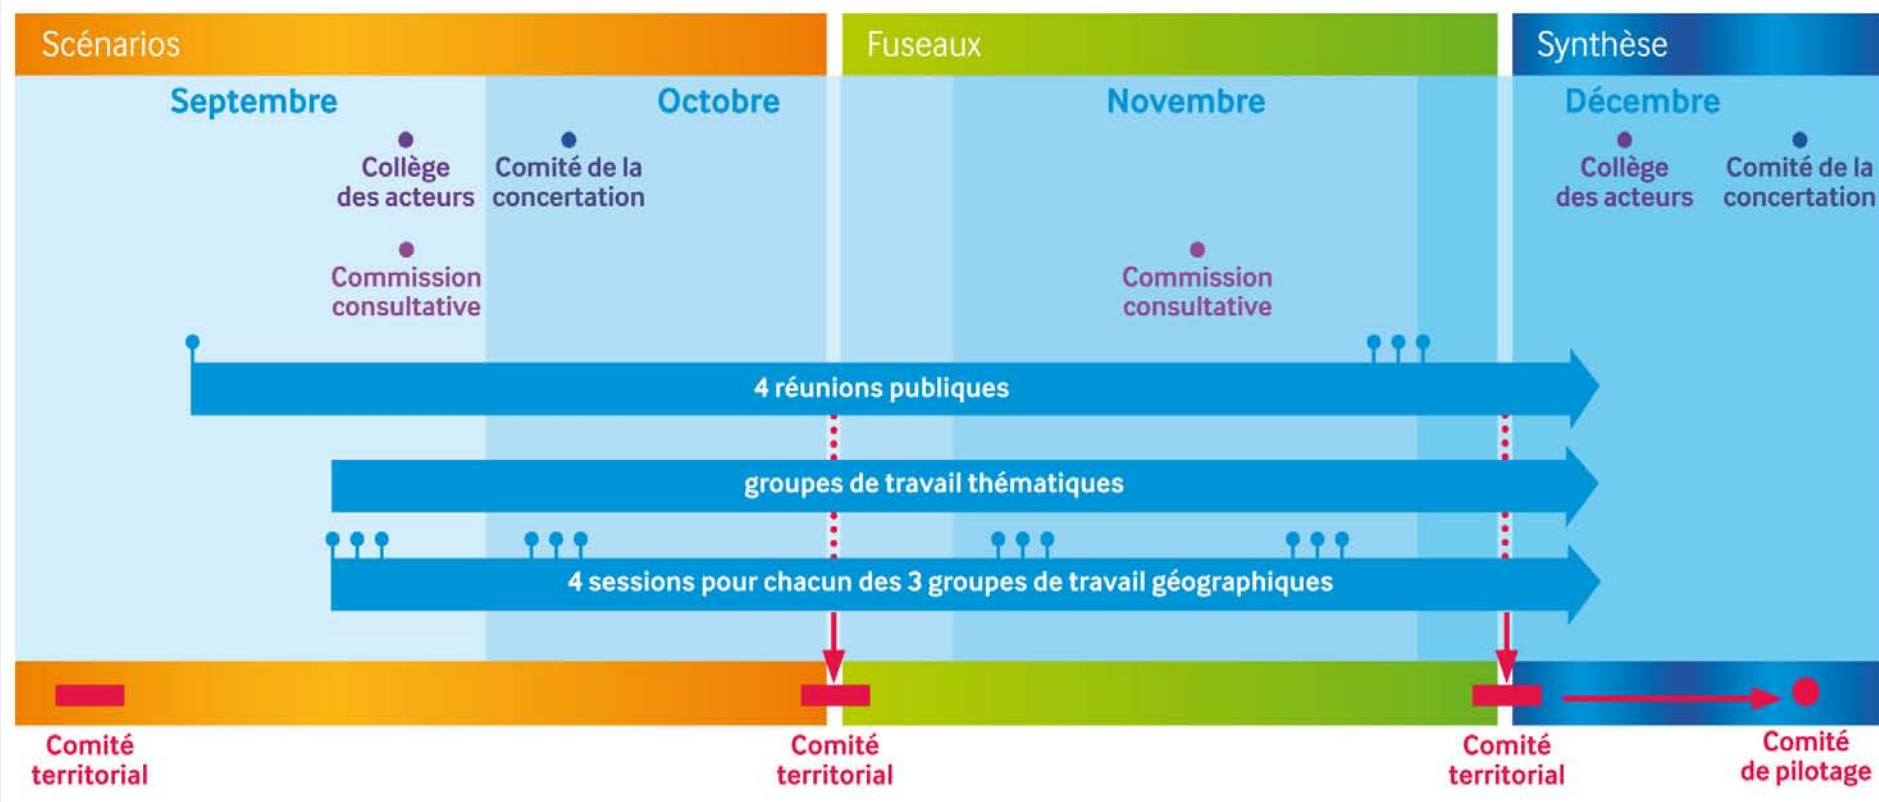 Scénarios
Fuseaux
Synthèse
Septembre
Octobre
Novembre
Décembre
Collège
des acteurs
Comité de la
concertation
Collège
des acteurs
Comité de la
concertation
Commission
consultative
Commission
consultative
4 réunions publiques
groupes de travail thématiques
4 sessions pour chacun des 3 groupes de travail géographiques
Comité
territorial
Comité
territorial
Comité
territorial
Comité
de pilotage